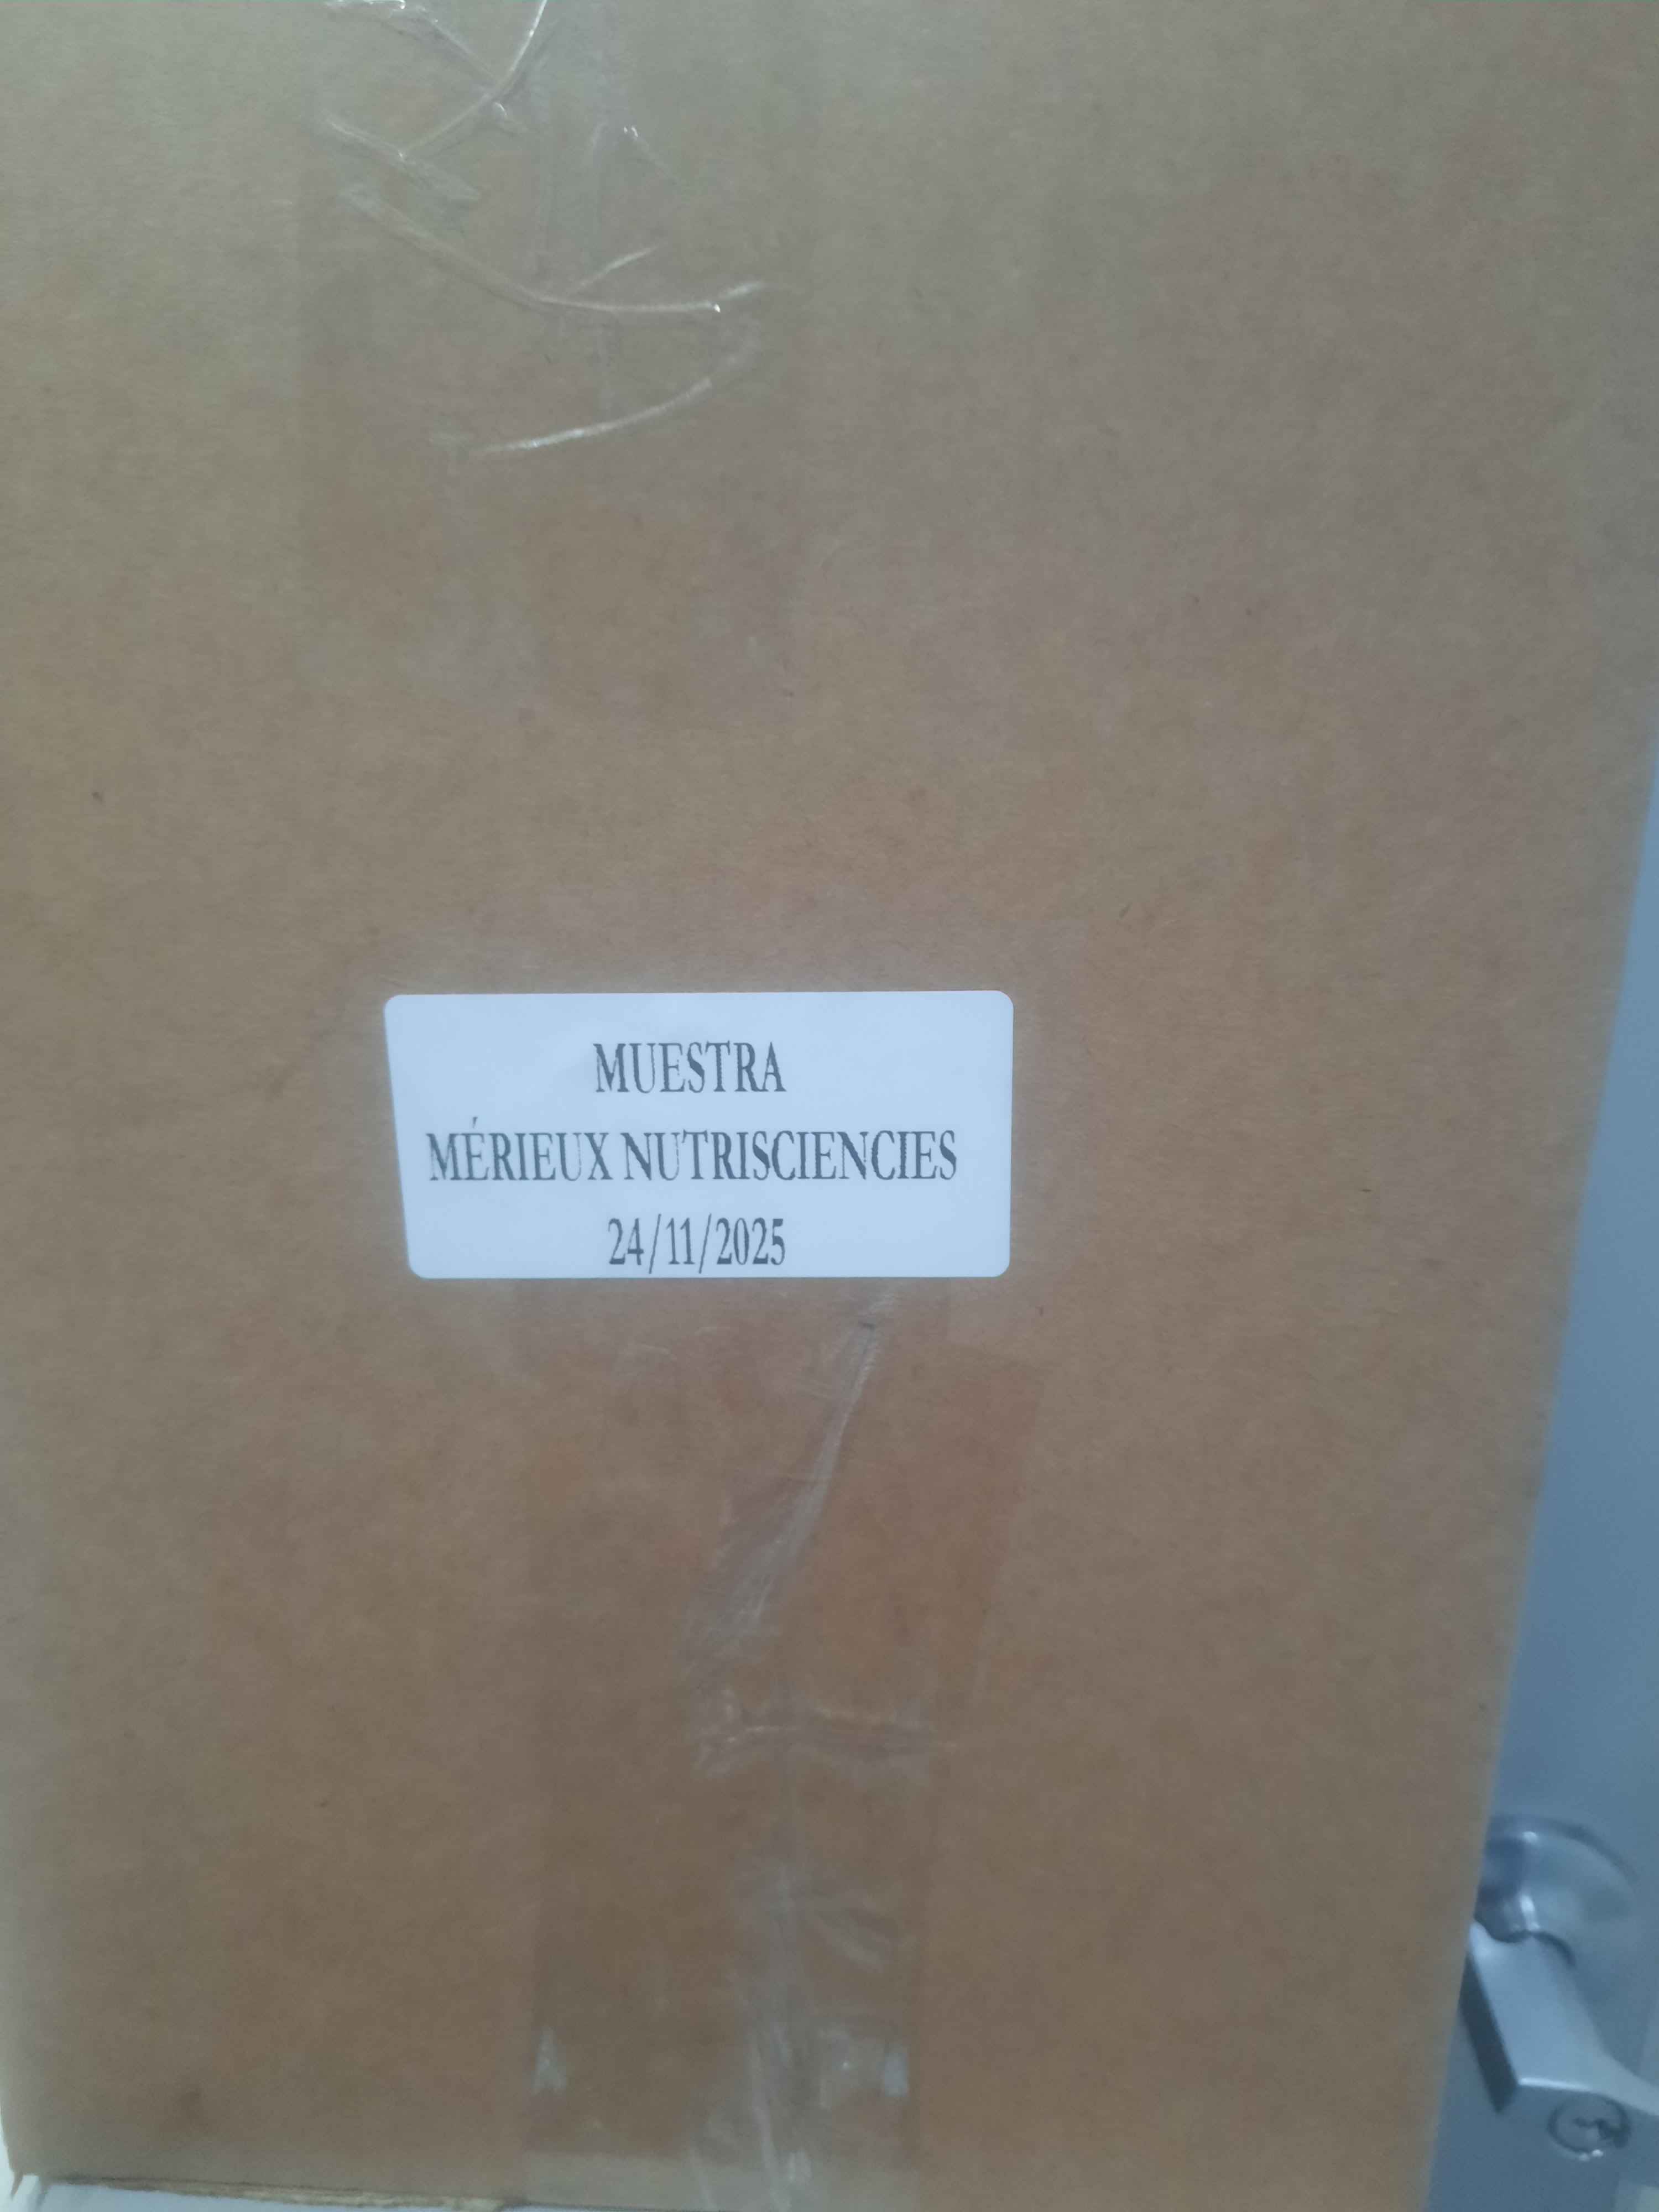 MUESTRA
MÉRIEUX NUTRISCIENCIES
24/11/2025